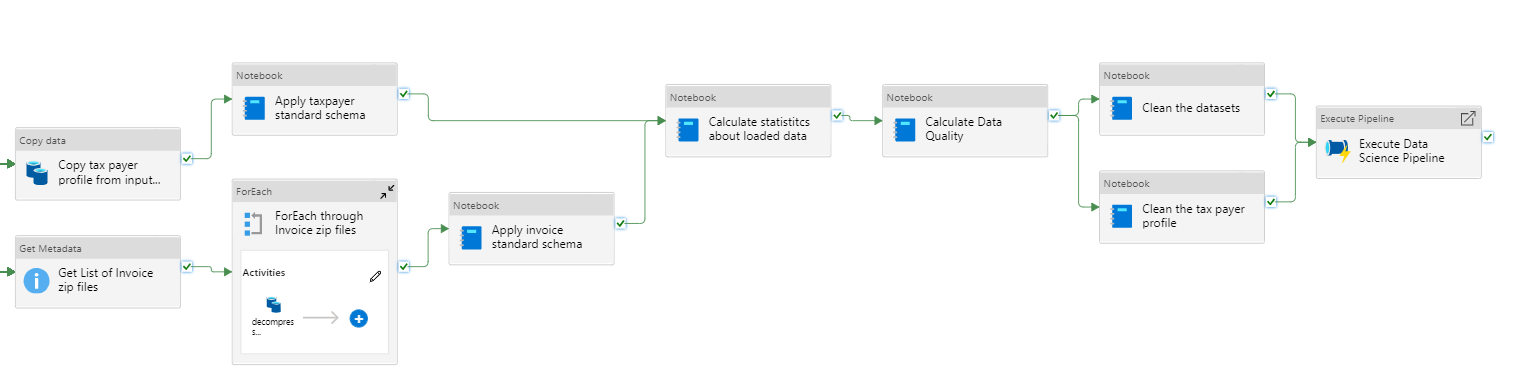 Copy data
Copy tax payer
profile from input...
Notebook
Apply taxpayer
standard schema
Get Metadata
Get List of Invoice
zip files
ForEach
ForEach through
Invoice zip files
Activities
decompres
s...
Notebook
Apply invoice
standard schema
Notebook
Calculate statistitcs
about loaded data
Notebook
Calculate Data
Quality
Notebook
Clean the datasets
Notebook
Clean the tax payer
profile
Execute Pipeline
Execute Data
Science Pipeline